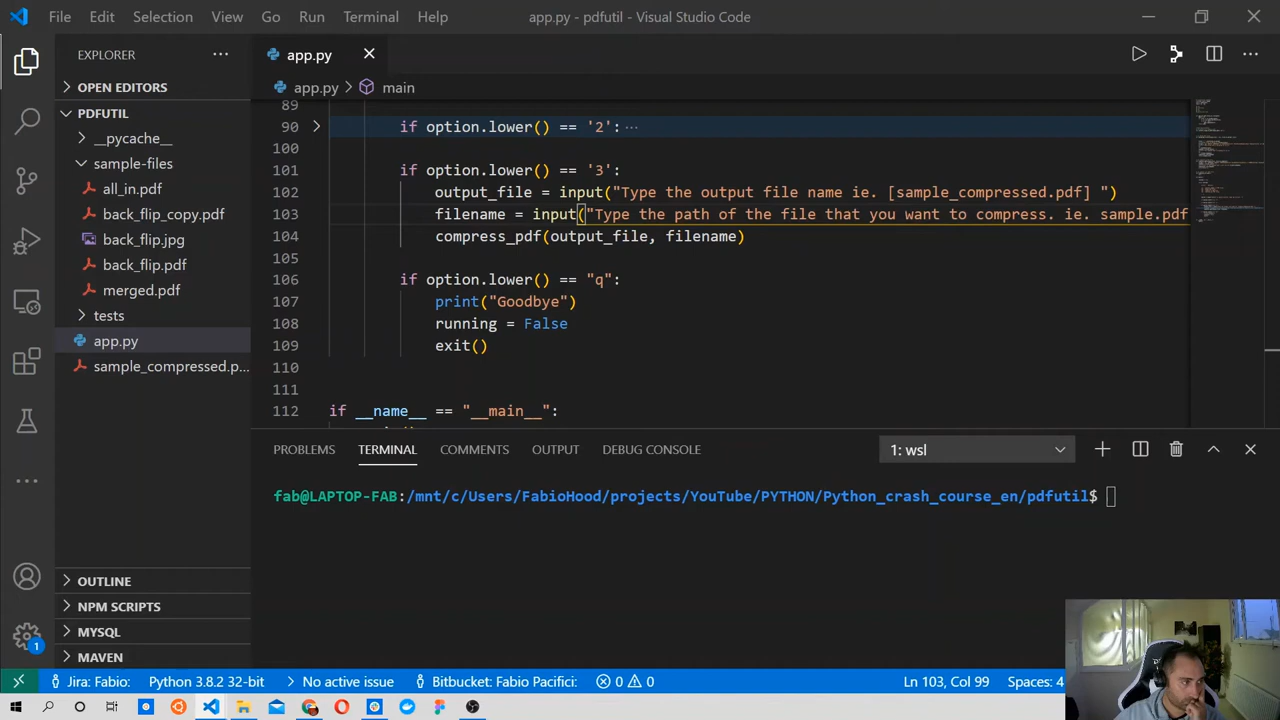 File Edit Selection View Go Run Terminal Help app.py - pdfutil - Visual Studio Code
EXPLORER
OPEN EDITORS
PDFUTIL
__pycache__
sample-files
all_in.pdf
back_flip_copy.pdf
back_flip.jpg
back_flip.pdf
merged.pdf
tests
app.py
sample_compressed.p...
OUTLINE
NPM SCRIPTS
MYSQL
MAVEN
app.py
app.py > main
89
90 if option.lower() == '2': ...
100
101 if option.lower() == '3':
102 output_file = input("Type the output file name ie. [sample_compressed.pdf] ")
103 filename = input("Type the path of the file that you want to compress. ie. sample.pdf
104 compress_pdf(output_file, filename)
105
106 if option.lower() == "q":
107 print("Goodbye")
108 running = False
109 exit()
110
111
112 if __name__ == "__main__":
PROBLEMS TERMINAL COMMENTS OUTPUT DEBUG CONSOLE 1: wsl
fab@LAPTOP-FAB:/mnt/c/Users/FabioHood/projects/YouTube/PYTHON/Python_crash_course_en/pdfutil$
1
Jira: Fabio: Python 3.8.2 32-bit No active issue Bitbucket: Fabio Pacifici: 0 0 Ln 103, Col 99 Spaces: 4